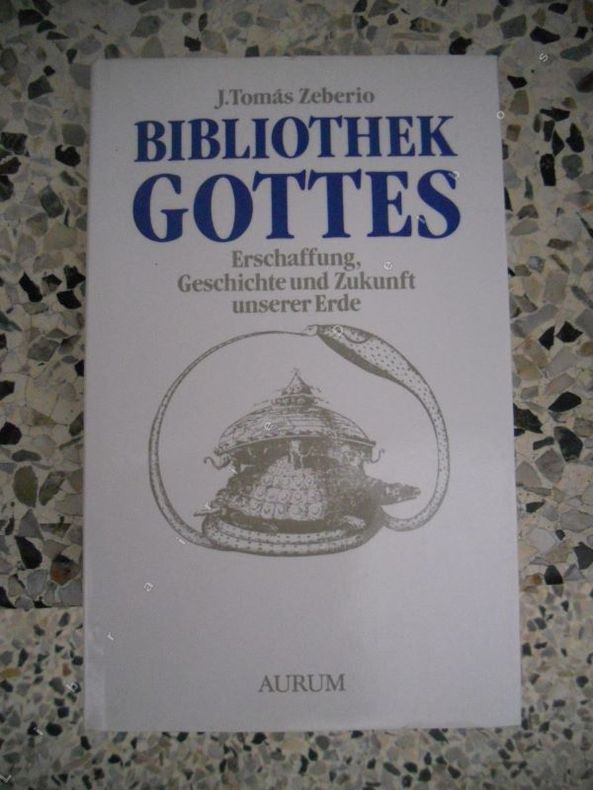 J. Tomás Zeberio
BIBLIOTHEK
GOTTES
Erschaffung,
Geschichte und Zukunft
unserer Erde
AURUM